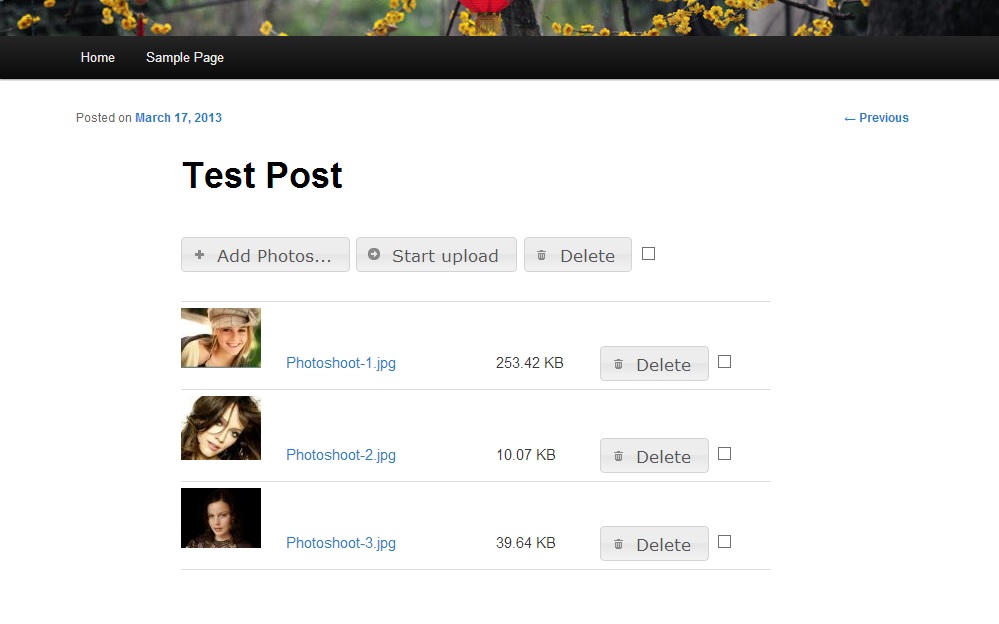 Home Sample Page
Posted on March 17, 2013 ← Previous
Test Post
Add Photos... Start upload Delete
Photoshoot-1.jpg 253.42 KB Delete
Photoshoot-2.jpg 10.07 KB Delete
Photoshoot-3.jpg 39.64 KB Delete